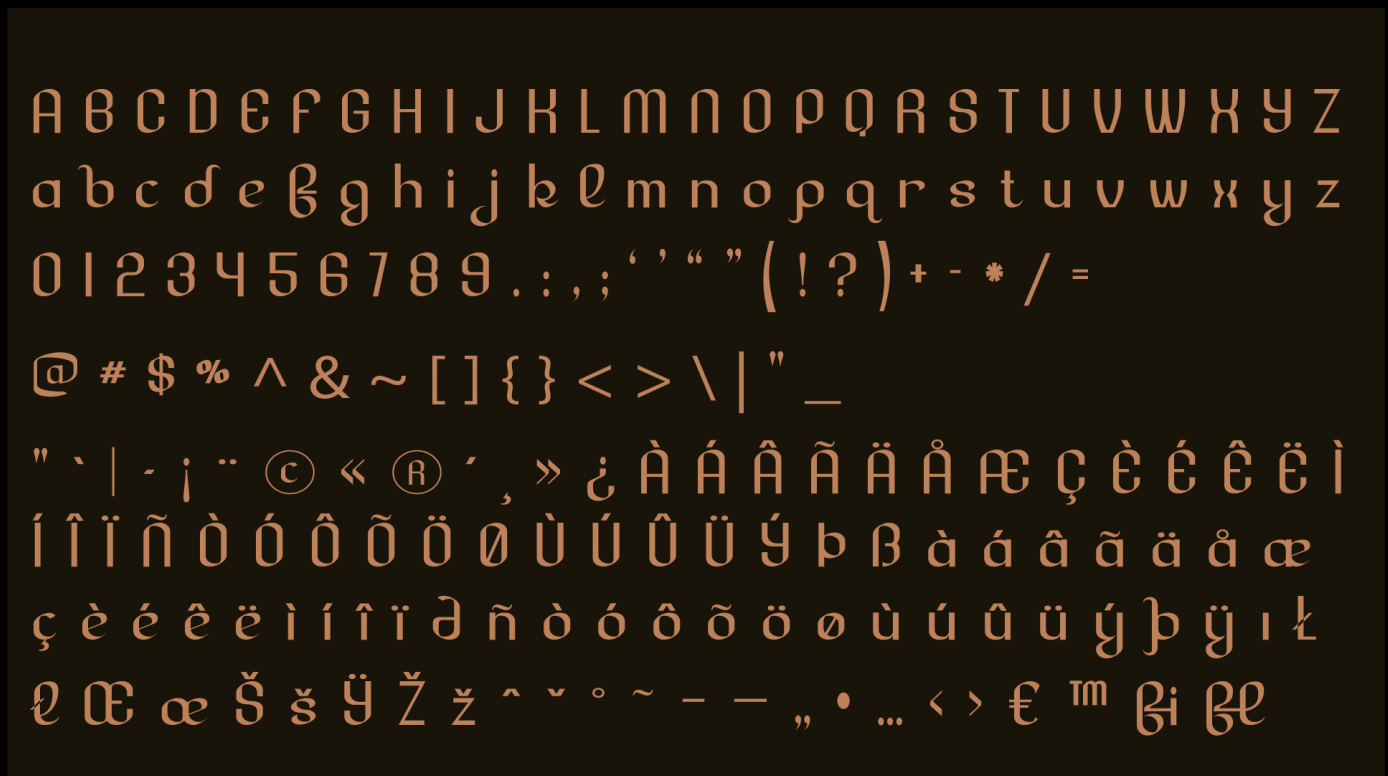 A B C D E F G H I J K L M N O P Q R S T U V W X Y Z
a b c d e f g h i j k l m n o p q r s t u v w x y z
0 1 2 3 4 5 6 7 8 9 . : , ; ‘ ’ “ ” ( ! ? ) + - * / =
@ # $ % ^ & ~ [ ] { } < > \ | " _
" ` | - ¡ ¨ © « ® ´ ¸ » ¿ À Á Â Ã Ä Å Æ Ç È É Ê Ë Ì
Í Î Ï Ñ Ò Ó Ô Õ Ö Ø Ù Ú Û Ü Ý Þ ß à á â ã ä å æ
ç è é ê ë ì í î ï ð ñ ò ó ô õ ö ø ù ú û ü ý þ ÿ ı Ł
ł Œ œ Š š Ÿ Ž ž ˆ ˇ ˚ ˜ – — „ • … ‹ › € ™ fi fl